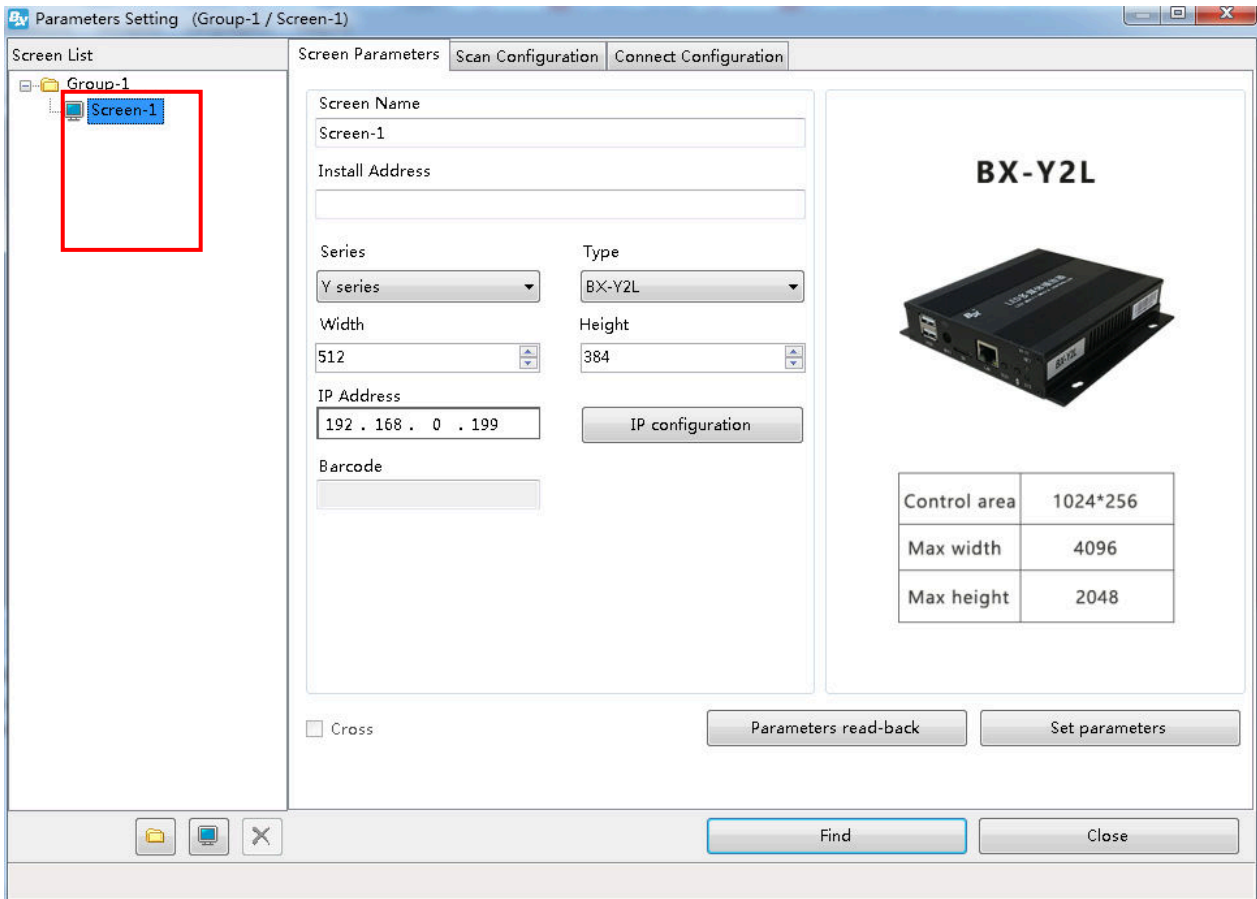 Parameters Setting (Group-1 / Screen-1)
Screen List
Group-1
Screen-1
Screen Parameters
Scan Configuration
Connect Configuration
Screen Name
Screen-1
Install Address
Series
Type
Y series
BX-Y2L
Width
Height
512
384
IP Address
192 . 168 . 0 . 199
IP configuration
Barcode
BX-Y2L
BX-Y2L
Control area 1024*256
Max width 4096
Max height 2048
Cross
Parameters read-back
Set parameters
Find
Close